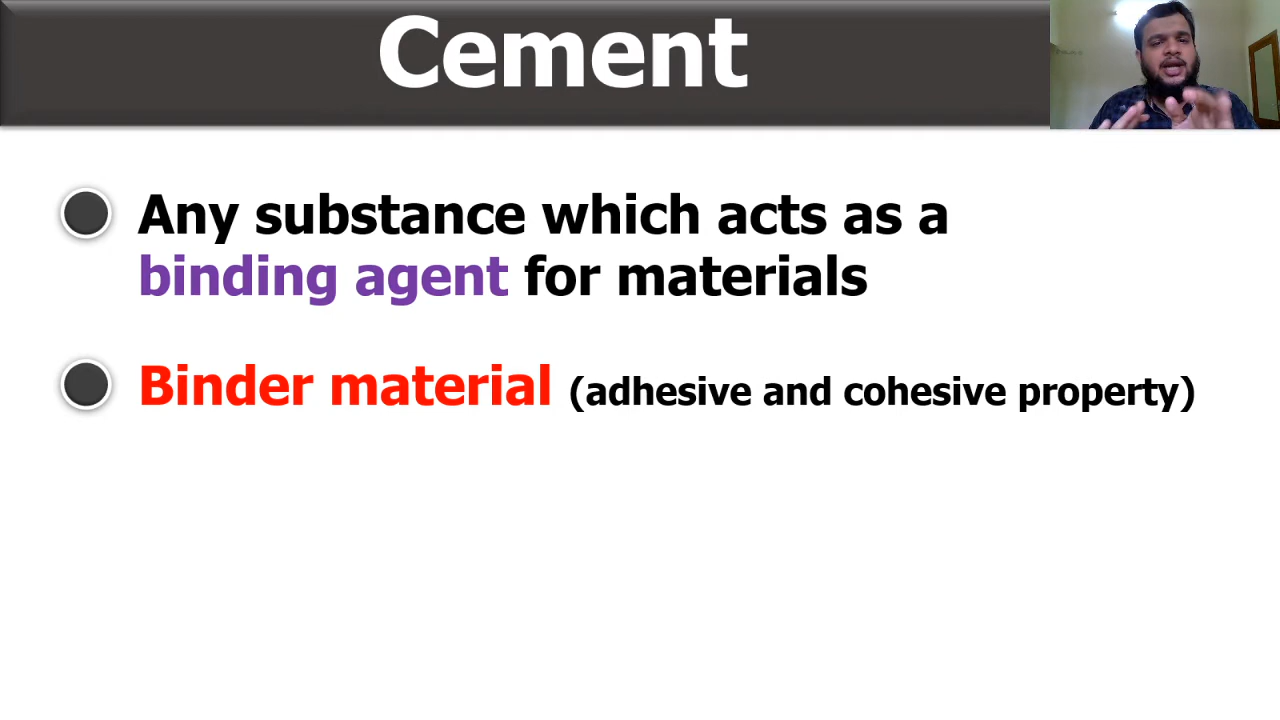 Cement
Any substance which acts as a
binding agent for materials
Binder material (adhesive and cohesive property)